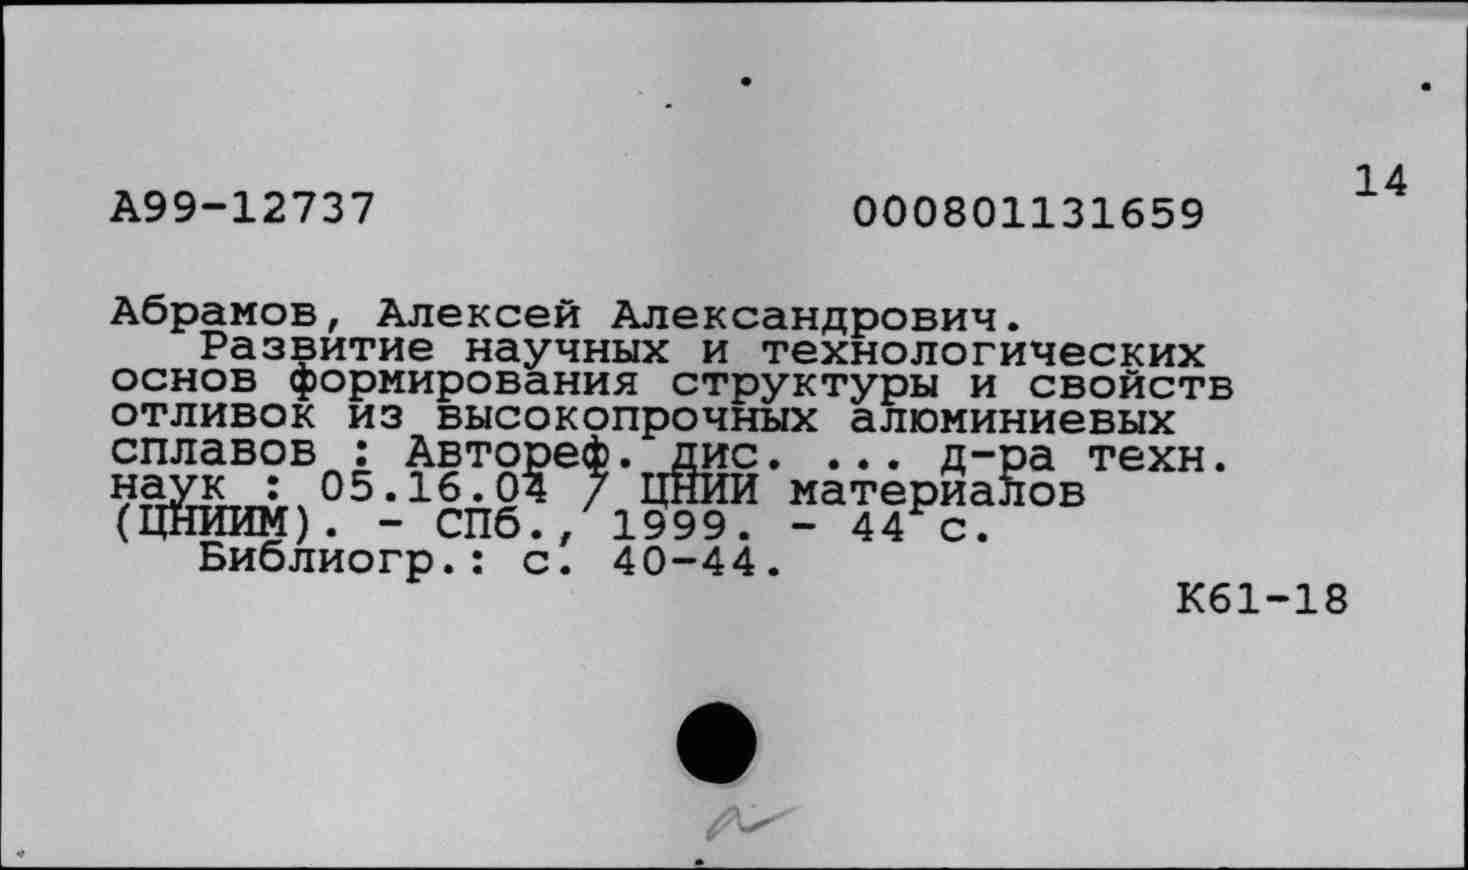 14
А99-12737 000801131659
Абрамов, Алексей Александрович.
Развитие научных и технологических
основ формирования структуры и свойств
отливок из высокопрочных алюминиевых
сплавов : Автореф. дис. ... д-ра техн.
наук : 05.16.04 / ЦНИИ материалов
(ЦНИИМ). - СПб., 1999. - 44 с.
Библиогр.: с. 40-44.
К61-18